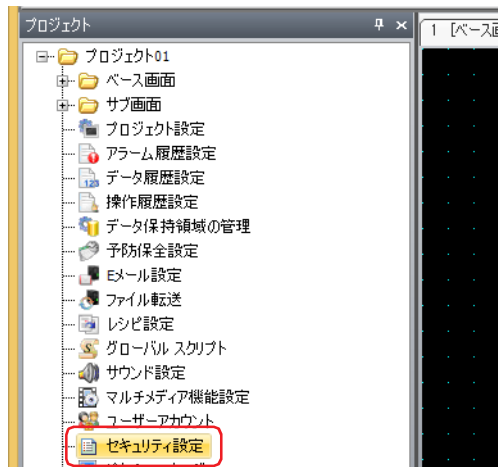 プロジェクト
1 [ベース画
プロジェクト01
ベース画面
サブ画面
プロジェクト設定
アラーム履歴設定
データ履歴設定
操作履歴設定
データ保持領域の管理
予防保全設定
Eメール設定
ファイル転送
レシピ設定
グローバル スクリプト
サウンド設定
マルチメディア機能設定
ユーザーアカウント
セキュリティ設定